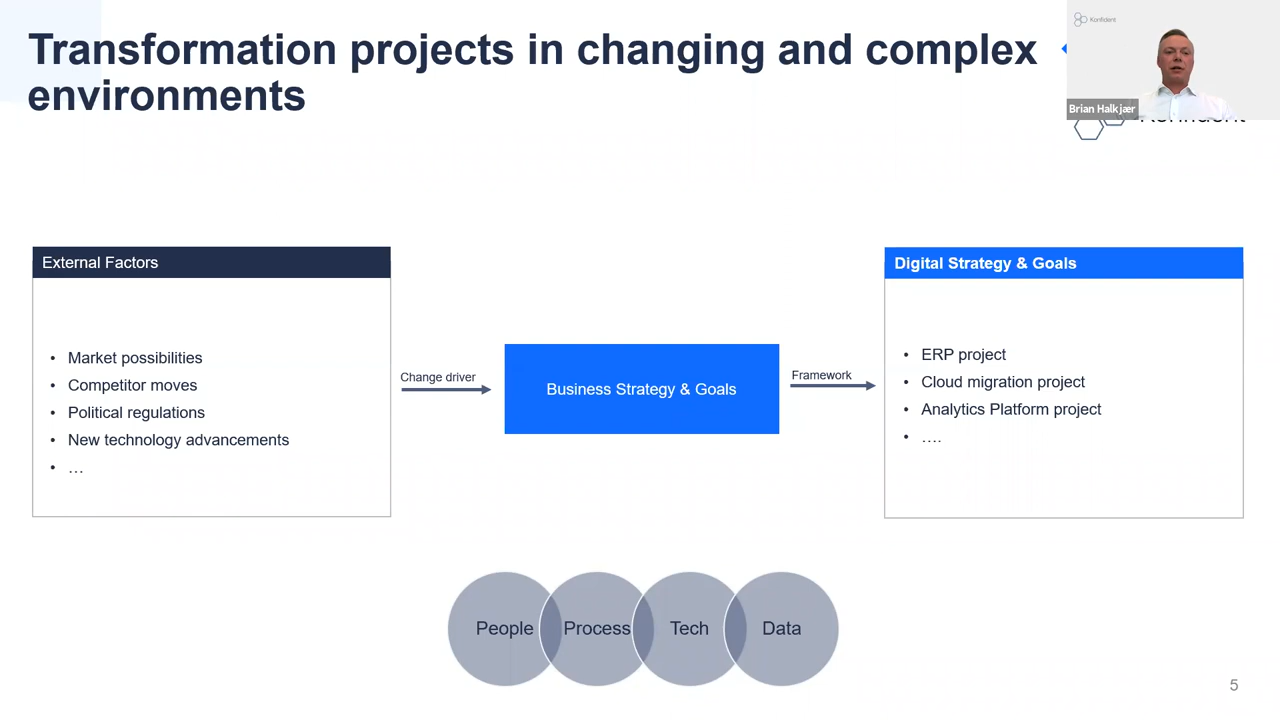 Transformation projects in changing and complex
environments
Konfident
Brian Halkjær
External Factors
• Market possibilities
• Competitor moves
• Political regulations
• New technology advancements
• …
Change driver
Business Strategy & Goals
Framework
Digital Strategy & Goals
• ERP project
• Cloud migration project
• Analytics Platform project
• ….
People
Process
Tech
Data
5